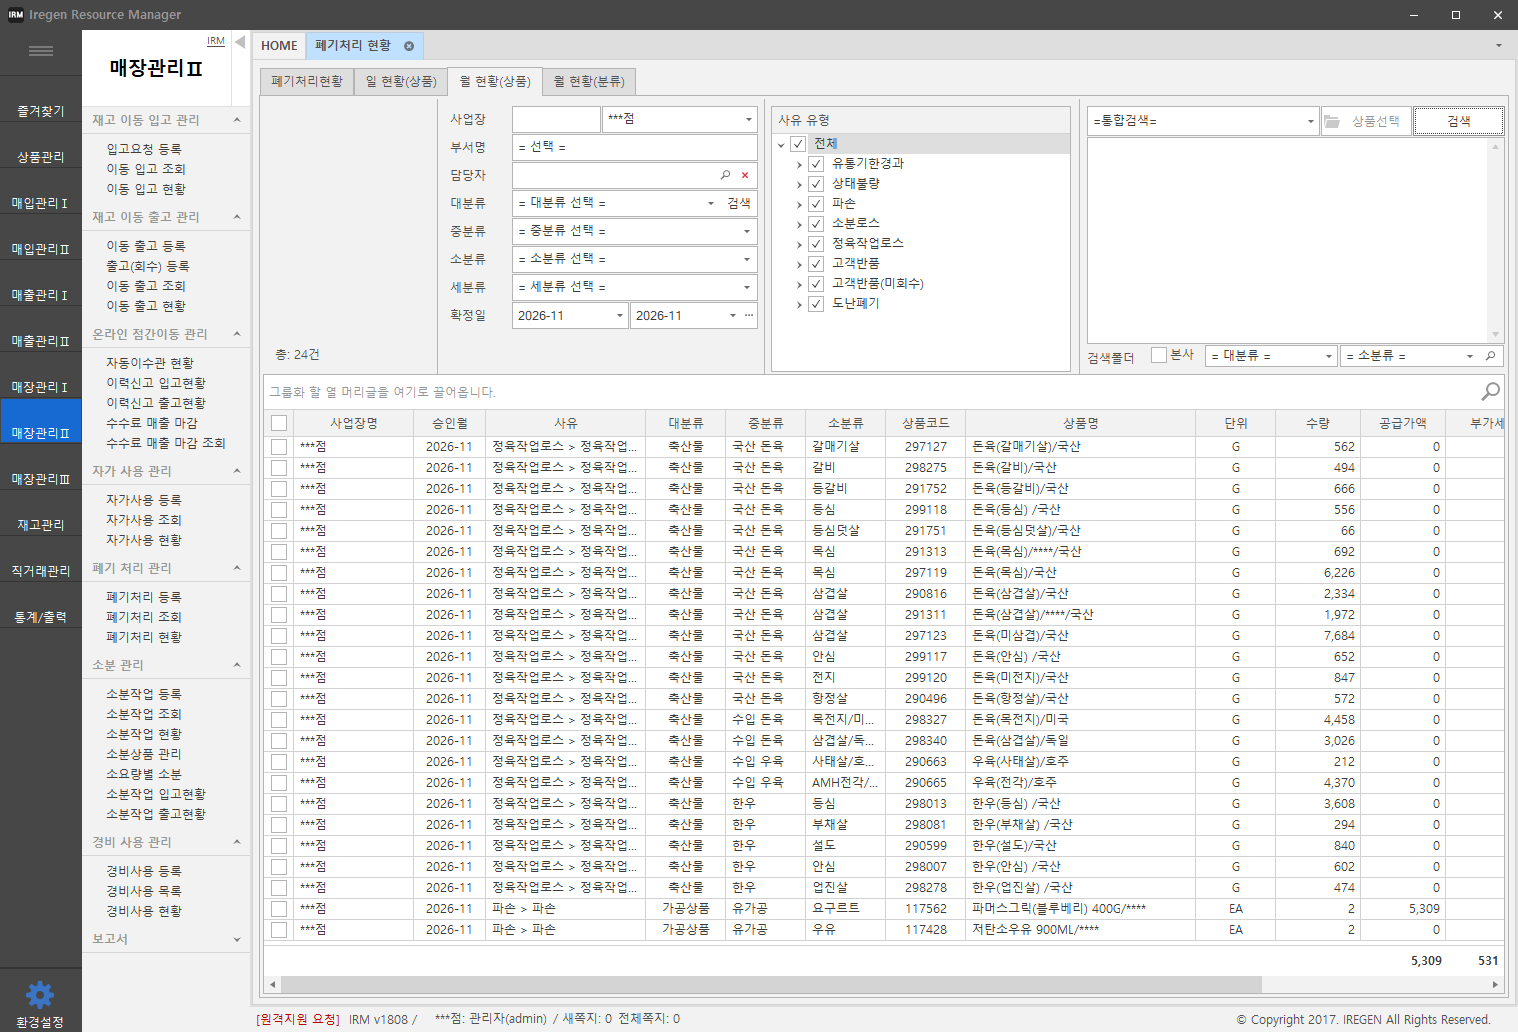 IRM Iregen Resource Manager
즐겨찾기
상품관리
매입관리 I
매입관리 II
매출관리 I
매출관리 II
매장관리 I
매장관리 II
매장관리 III
재고관리
직거래관리
통계/출력
환경설정
IRM
매장관리 II
재고 이동 입고 관리
입고요청 등록
이동 입고 조회
이동 입고 현황
재고 이동 출고 관리
이동 출고 등록
출고(회수) 등록
이동 출고 조회
이동 출고 현황
온라인 점간이동 관리
자동이수관 현황
이력신고 입고현황
이력신고 출고현황
수수료 매출 마감
수수료 매출 마감 조회
자가 사용 관리
자가사용 등록
자가사용 조회
자가사용 현황
폐기 처리 관리
폐기처리 등록
폐기처리 조회
폐기처리 현황
소분 관리
소분작업 등록
소분작업 조회
소분작업 현황
소분상품 관리
소요량별 소분
소분작업 입고현황
소분작업 출고현황
경비 사용 관리
경비사용 등록
경비사용 목록
경비사용 현황
보고서
HOME 폐기처리 현황
폐기처리현황 일 현황(상품) 월 현황(상품) 월 현황(분류)
총: 24건
사업장 ***점
부서명 = 선택 =
담당자
대분류 = 대분류 선택 = 검색
중분류 = 중분류 선택 =
소분류 = 소분류 선택 =
세분류 = 세분류 선택 =
확정일 2026-11 2026-11 ...
사유 유형
전체
유통기한경과
상태불량
파손
소분로스
정육작업로스
고객반품
고객반품(미회수)
도난폐기
=통합검색= 상품선택 검색
검색폴더 본사 = 대분류 = = 소분류 =
그룹화 할 열 머리글을 여기로 끌어옵니다.
사업장명 승인월 사유 대분류 중분류 소분류 상품코드 상품명 단위 수량 공급가액 부가세
***점 2026-11 정육작업로스 > 정육작업... 축산물 국산 돈육 갈매기살 297127 돈육(갈매기살)/국산 G 562 0
***점 2026-11 정육작업로스 > 정육작업... 축산물 국산 돈육 갈비 298275 돈육(갈비)/국산 G 494 0
***점 2026-11 정육작업로스 > 정육작업... 축산물 국산 돈육 등갈비 291752 돈육(등갈비)/국산 G 666 0
***점 2026-11 정육작업로스 > 정육작업... 축산물 국산 돈육 등심 299118 돈육(등심) /국산 G 556 0
***점 2026-11 정육작업로스 > 정육작업... 축산물 국산 돈육 등심덧살 291751 돈육(등심덧살)/국산 G 66 0
***점 2026-11 정육작업로스 > 정육작업... 축산물 국산 돈육 목심 291313 돈육(목심)/****/국산 G 692 0
***점 2026-11 정육작업로스 > 정육작업... 축산물 국산 돈육 목심 297119 돈육(목심)/국산 G 6,226 0
***점 2026-11 정육작업로스 > 정육작업... 축산물 국산 돈육 삼겹살 290816 돈육(삼겹살)/국산 G 2,334 0
***점 2026-11 정육작업로스 > 정육작업... 축산물 국산 돈육 삼겹살 291311 돈육(삼겹살)/****/국산 G 1,972 0
***점 2026-11 정육작업로스 > 정육작업... 축산물 국산 돈육 삼겹살 297123 돈육(미삼겹)/국산 G 7,684 0
***점 2026-11 정육작업로스 > 정육작업... 축산물 국산 돈육 안심 299117 돈육(안심) /국산 G 652 0
***점 2026-11 정육작업로스 > 정육작업... 축산물 국산 돈육 전지 299120 돈육(미전지)/국산 G 847 0
***점 2026-11 정육작업로스 > 정육작업... 축산물 국산 돈육 항정살 290496 돈육(항정살)/국산 G 572 0
***점 2026-11 정육작업로스 > 정육작업... 축산물 수입 돈육 목전지/미... 298327 돈육(목전지)/미국 G 4,458 0
***점 2026-11 정육작업로스 > 정육작업... 축산물 수입 돈육 삼겹살/독... 298340 돈육(삼겹살)/독일 G 3,026 0
***점 2026-11 정육작업로스 > 정육작업... 축산물 수입 우육 사태살/호... 290663 우육(사태살)/호주 G 212 0
***점 2026-11 정육작업로스 > 정육작업... 축산물 수입 우육 AMH전각/... 290665 우육(전각)/호주 G 4,370 0
***점 2026-11 정육작업로스 > 정육작업... 축산물 한우 등심 298013 한우(등심) /국산 G 3,608 0
***점 2026-11 정육작업로스 > 정육작업... 축산물 한우 부채살 298081 한우(부채살) /국산 G 294 0
***점 2026-11 정육작업로스 > 정육작업... 축산물 한우 설도 290599 한우(설도)/국산 G 840 0
***점 2026-11 정육작업로스 > 정육작업... 축산물 한우 안심 298007 한우(안심) /국산 G 602 0
***점 2026-11 정육작업로스 > 정육작업... 축산물 한우 업진살 298278 한우(업진살) /국산 G 474 0
***점 2026-11 파손 > 파손 가공상품 유가공 요구르트 117562 파머스그릭(블루베리) 400G/**** EA 2 5,309
***점 2026-11 파손 > 파손 가공상품 유가공 우유 117428 저탄소우유 900ML/**** EA 2 0
5,309 531
[원격지원 요청] IRM v1808 / ***점: 관리자(admin) / 새쪽지: 0 전체쪽지: 0
© Copyright 2017. IREGEN All Rights Reserved.